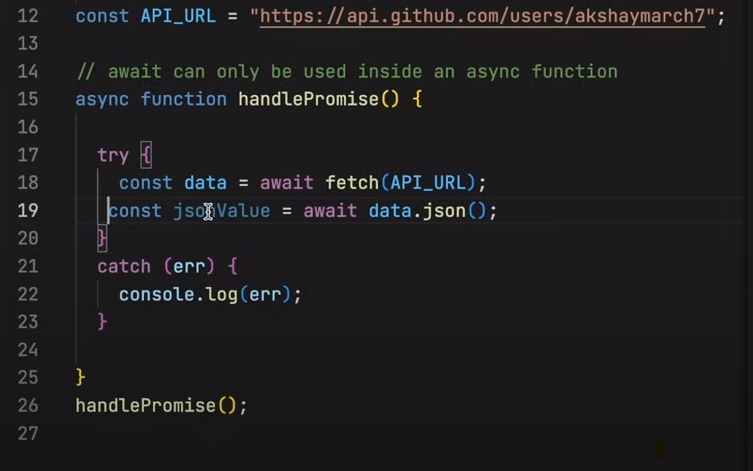 12 const API_URL = "https://api.github.com/users/akshaymarch7";
13
14 // await can only be used inside an async function
15 async function handlePromise() {
16
17 try {
18 const data = await fetch(API_URL);
19 const jsonValue = await data.json();
20 }
21 catch (err) {
22 console.log(err);
23 }
24
25 }
26 handlePromise();
27